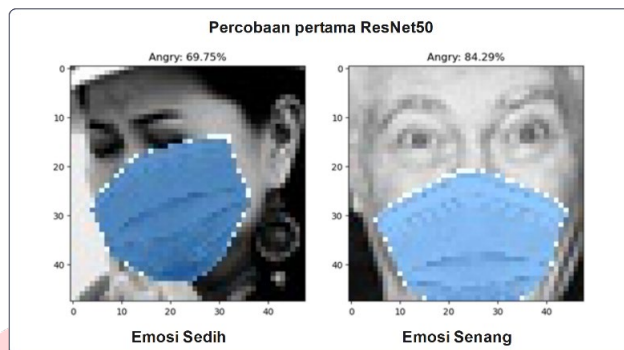 Percobaan pertama ResNet50
Angry: 69.75%
Angry: 84.29%
0
10
20
30
40
0 10 20 30 40
0
10
20
30
40
0 10 20 30 40
Emosi Sedih
Emosi Senang